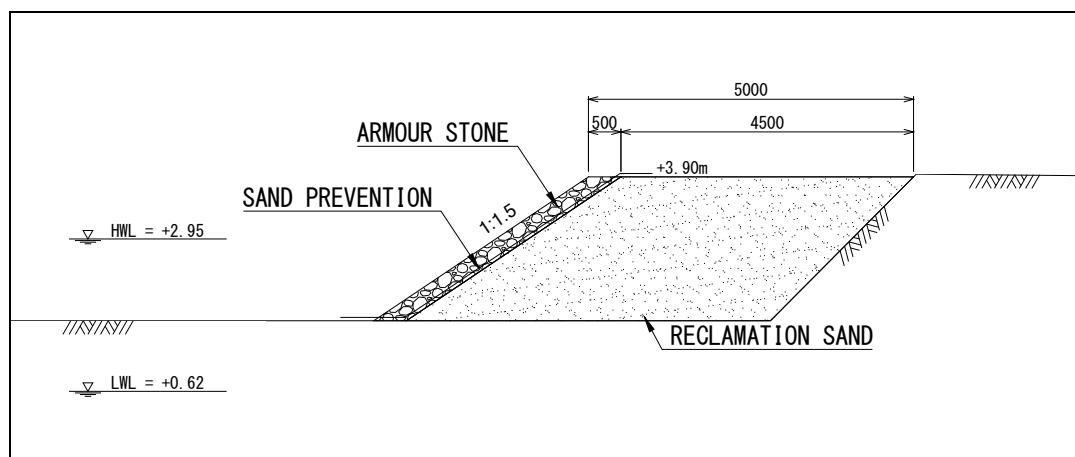 5000
500
4500
ARMOUR STONE
+3.90m
SAND PREVENTION
1:1.5
HWL = +2.95
RECLAMATION SAND
LWL = +0.62